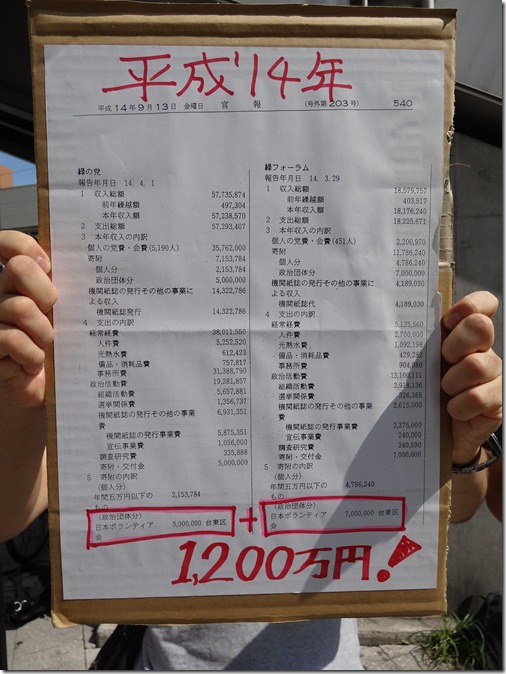 平成'14年
平成14年9月13日 金曜日 官 報 (号外第203号) 540
緑の党
報告年月日 14. 4. 1
1 収入総額 57,735,874
前年繰越額 497,304
本年収入額 57,238,570
2 支出総額 57,293,407
3 本年収入の内訳
個人の党費・会費(5,190人) 35,762,000
寄附 7,153,784
個人分 2,153,784
政治団体分 5,000,000
機関紙誌の発行その他の事業に
よる収入 14,322,786
機関紙誌発行 14,322,786
4 支出の内訳
経常経費 38,011,550
人件費 5,252,520
光熱水費 612,423
備品・消耗品費 757,817
事務所費 31,388,790
政治活動費 19,281,857
組織活動費 5,657,881
選挙関係費 1,356,737
機関紙誌の発行その他の事業費 6,931,351
機関紙誌の発行事業費 5,875,351
宣伝事業費 1,056,000
調査研究費 335,888
寄附・交付金 5,000,000
5 寄附の内訳
(個人分)
年間五万円以下の
もの 2,153,784
(政治団体分)
日本ボランティア
会 5,000,000 台東区
緑フォーラム
報告年月日 14. 3.29
1 収入総額 18,579,757
前年繰越額 403,517
本年収入額 18,176,240
2 支出総額 18,225,671
3 本年収入の内訳
個人の党費・会費(451人) 2,200,970
寄附 11,786,240
個人分 4,786,240
政治団体分 7,000,000
機関紙誌の発行その他の事業に
よる収入 4,189,030
機関紙誌代 4,189,030
4 支出の内訳
経常経費 5,125,560
人件費 2,700,000
光熱水費 1,092,198
備品・消耗品費 429,382
事務所費 904,980
政治活動費 13,100,111
組織活動費 2,918,136
選挙関係費 326,385
機関紙誌の発行その他の事業費 2,615,000
機関紙誌の発行事業費 2,375,000
宣伝事業費 240,000
調査研究費 240,590
寄附・交付金 7,000,000
5 寄附の内訳
(個人分)
年間五万円以下の
もの 4,786,240
(政治団体分)
日本ボランティア
会 7,000,000 台東区
+
1,200万円!